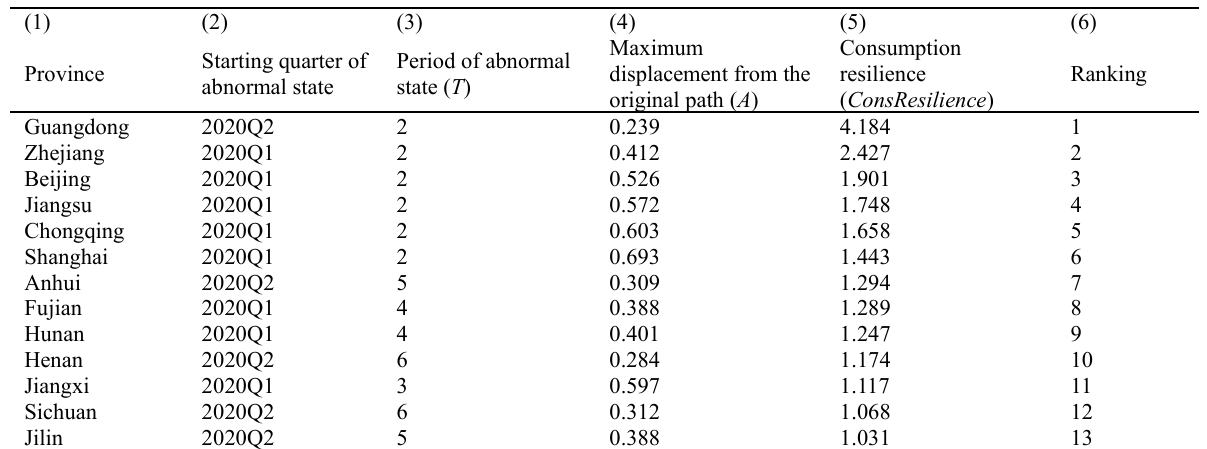 (1) (2) (3) (4) (5) (6)
Province Starting quarter of abnormal state Period of abnormal state (T) Maximum displacement from the original path (A) Consumption resilience (ConsResilience) Ranking
Guangdong 2020Q2 2 0.239 4.184 1
Zhejiang 2020Q1 2 0.412 2.427 2
Beijing 2020Q1 2 0.526 1.901 3
Jiangsu 2020Q1 2 0.572 1.748 4
Chongqing 2020Q1 2 0.603 1.658 5
Shanghai 2020Q1 2 0.693 1.443 6
Anhui 2020Q2 5 0.309 1.294 7
Fujian 2020Q1 4 0.388 1.289 8
Hunan 2020Q1 4 0.401 1.247 9
Henan 2020Q2 6 0.284 1.174 10
Jiangxi 2020Q1 3 0.597 1.117 11
Sichuan 2020Q2 6 0.312 1.068 12
Jilin 2020Q2 5 0.388 1.031 13